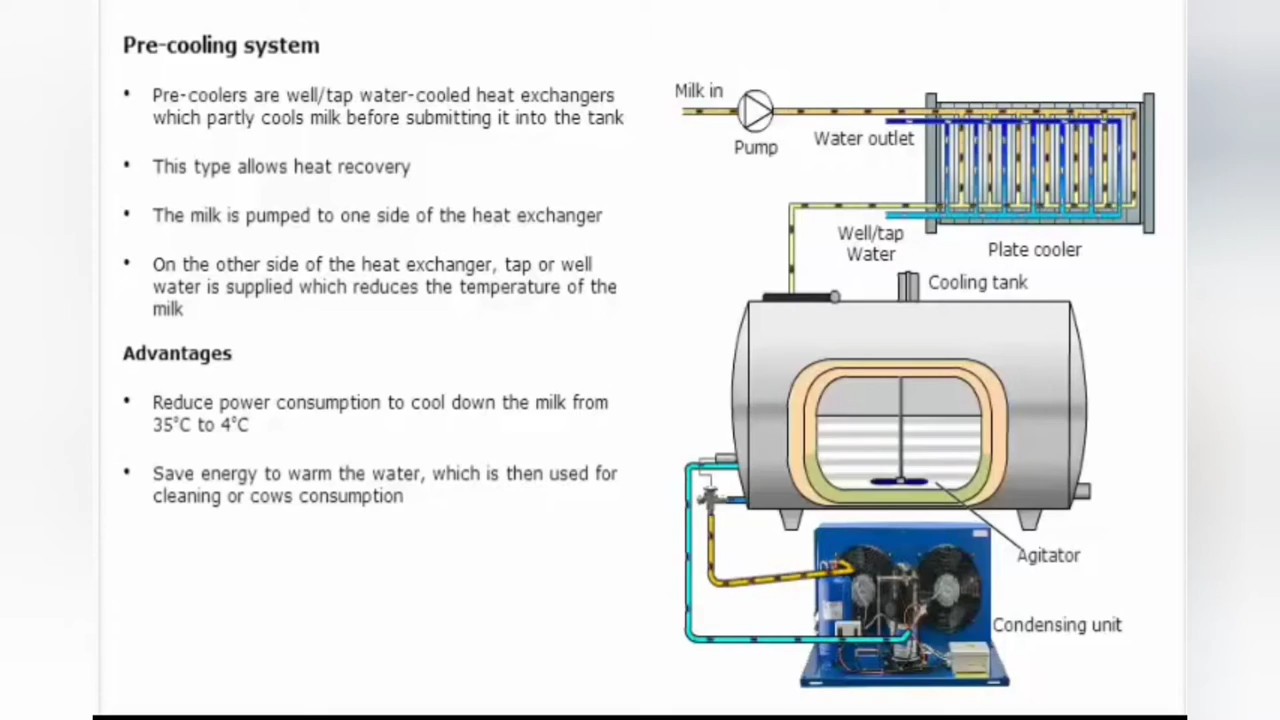 Pre-cooling system
• Pre-coolers are well/tap water-cooled heat exchangers
which partly cools milk before submitting it into the tank
• This type allows heat recovery
• The milk is pumped to one side of the heat exchanger
• On the other side of the heat exchanger, tap or well
water is supplied which reduces the temperature of the
milk
Advantages
• Reduce power consumption to cool down the milk from
35°C to 4°C
• Save energy to warm the water, which is then used for
cleaning or cows consumption
Milk in
Pump
Water outlet
Well/tap
Water
Plate cooler
Cooling tank
Agitator
Condensing unit